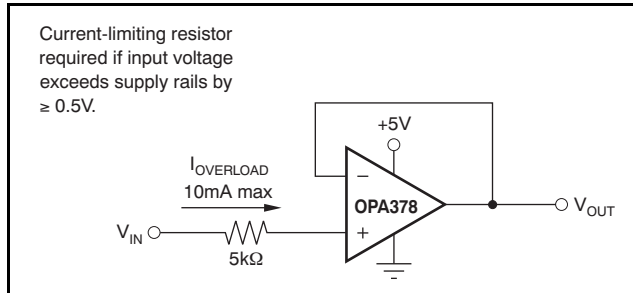 Current-limiting resistor
required if input voltage
exceeds supply rails by
≥ 0.5V.
+5V
I_OVERLOAD
10mA max
−
OPA378
V_OUT
V_IN
+
5kΩ